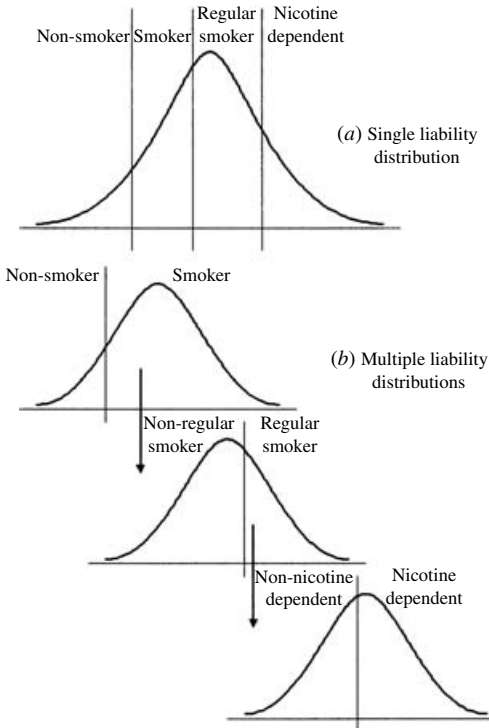 Non-smoker Smoker Regular smoker Nicotine dependent
(a) Single liability
distribution
Non-smoker Smoker
(b) Multiple liability
distributions
Non-regular
smoker
Regular
smoker
Non-nicotine
dependent
Nicotine
dependent